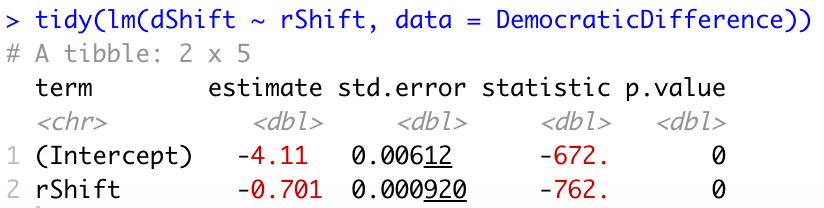 > tidy(lm(dShift ~ rShift, data = DemocraticDifference))
# A tibble: 2 x 5
term estimate std.error statistic p.value
<chr> <dbl> <dbl> <dbl> <dbl>
1 (Intercept) -4.11 0.00612 -672. 0
2 rShift -0.701 0.000920 -762. 0